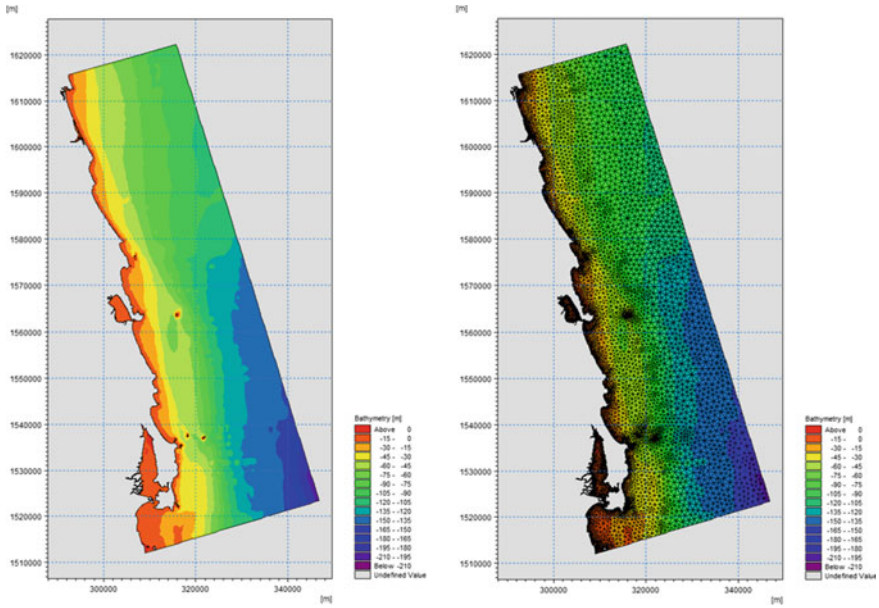 [m]
1620000
1610000
1600000
1590000
1580000
1570000
1560000
1550000
1540000
1530000
1520000
1510000
300000 320000 340000
[m]
Bathymetry [m]
Above 0
-15 - 0
-30 - -15
-45 - -30
-60 - -45
-75 - -60
-90 - -75
-105 - -90
-120 - -105
-135 - -120
-150 - -135
-165 - -150
-180 - -165
-195 - -180
-210 - -195
Below -210
Undefined Value
[m]
1620000
1610000
1600000
1590000
1580000
1570000
1560000
1550000
1540000
1530000
1520000
1510000
300000 320000 340000
[m]
Bathymetry [m]
Above 0
-15 - 0
-30 - -15
-45 - -30
-60 - -45
-75 - -60
-90 - -75
-105 - -90
-120 - -105
-135 - -120
-150 - -135
-165 - -150
-180 - -165
-195 - -180
-210 - -195
Below -210
Undefined Value